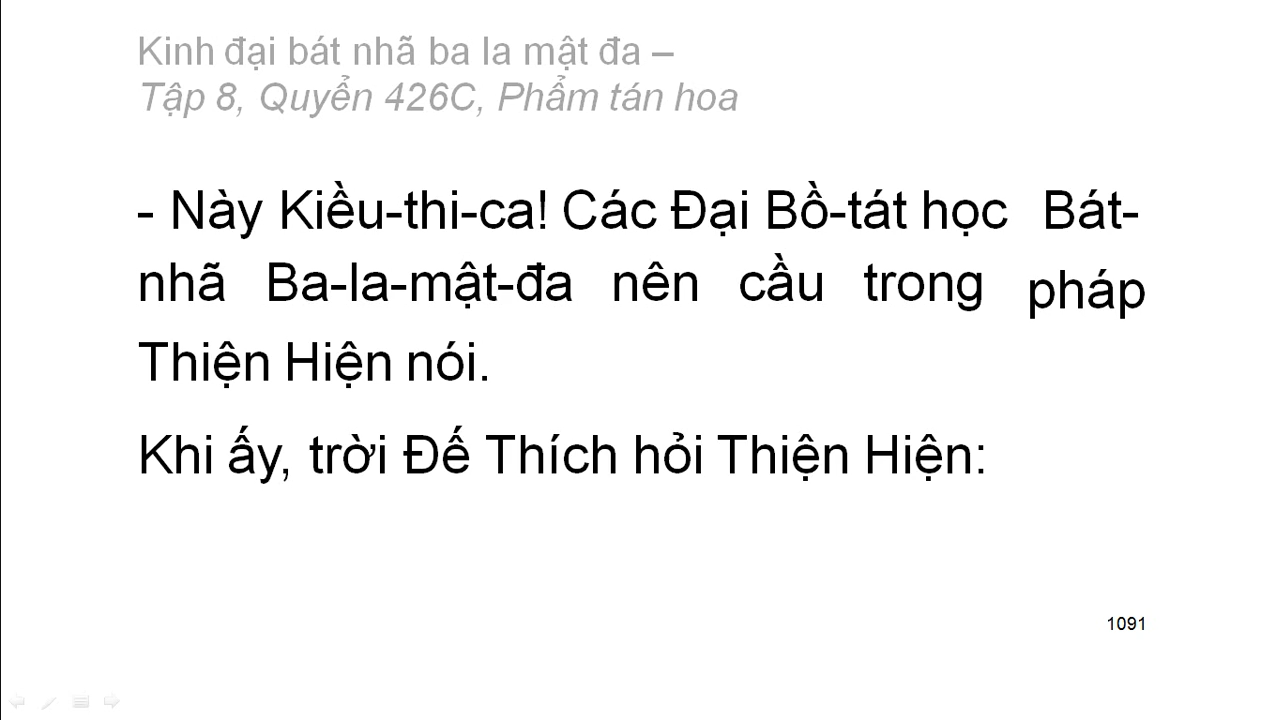 Kinh đại bát nhã ba la mật đa –
Tập 8, Quyển 426C, Phẩm tán hoa
- Này Kiều-thi-ca! Các Đại Bồ-tát học Bát-
nhã Ba-la-mật-đa nên cầu trong pháp
Thiện Hiện nói.
Khi ấy, trời Đế Thích hỏi Thiện Hiện:
1091